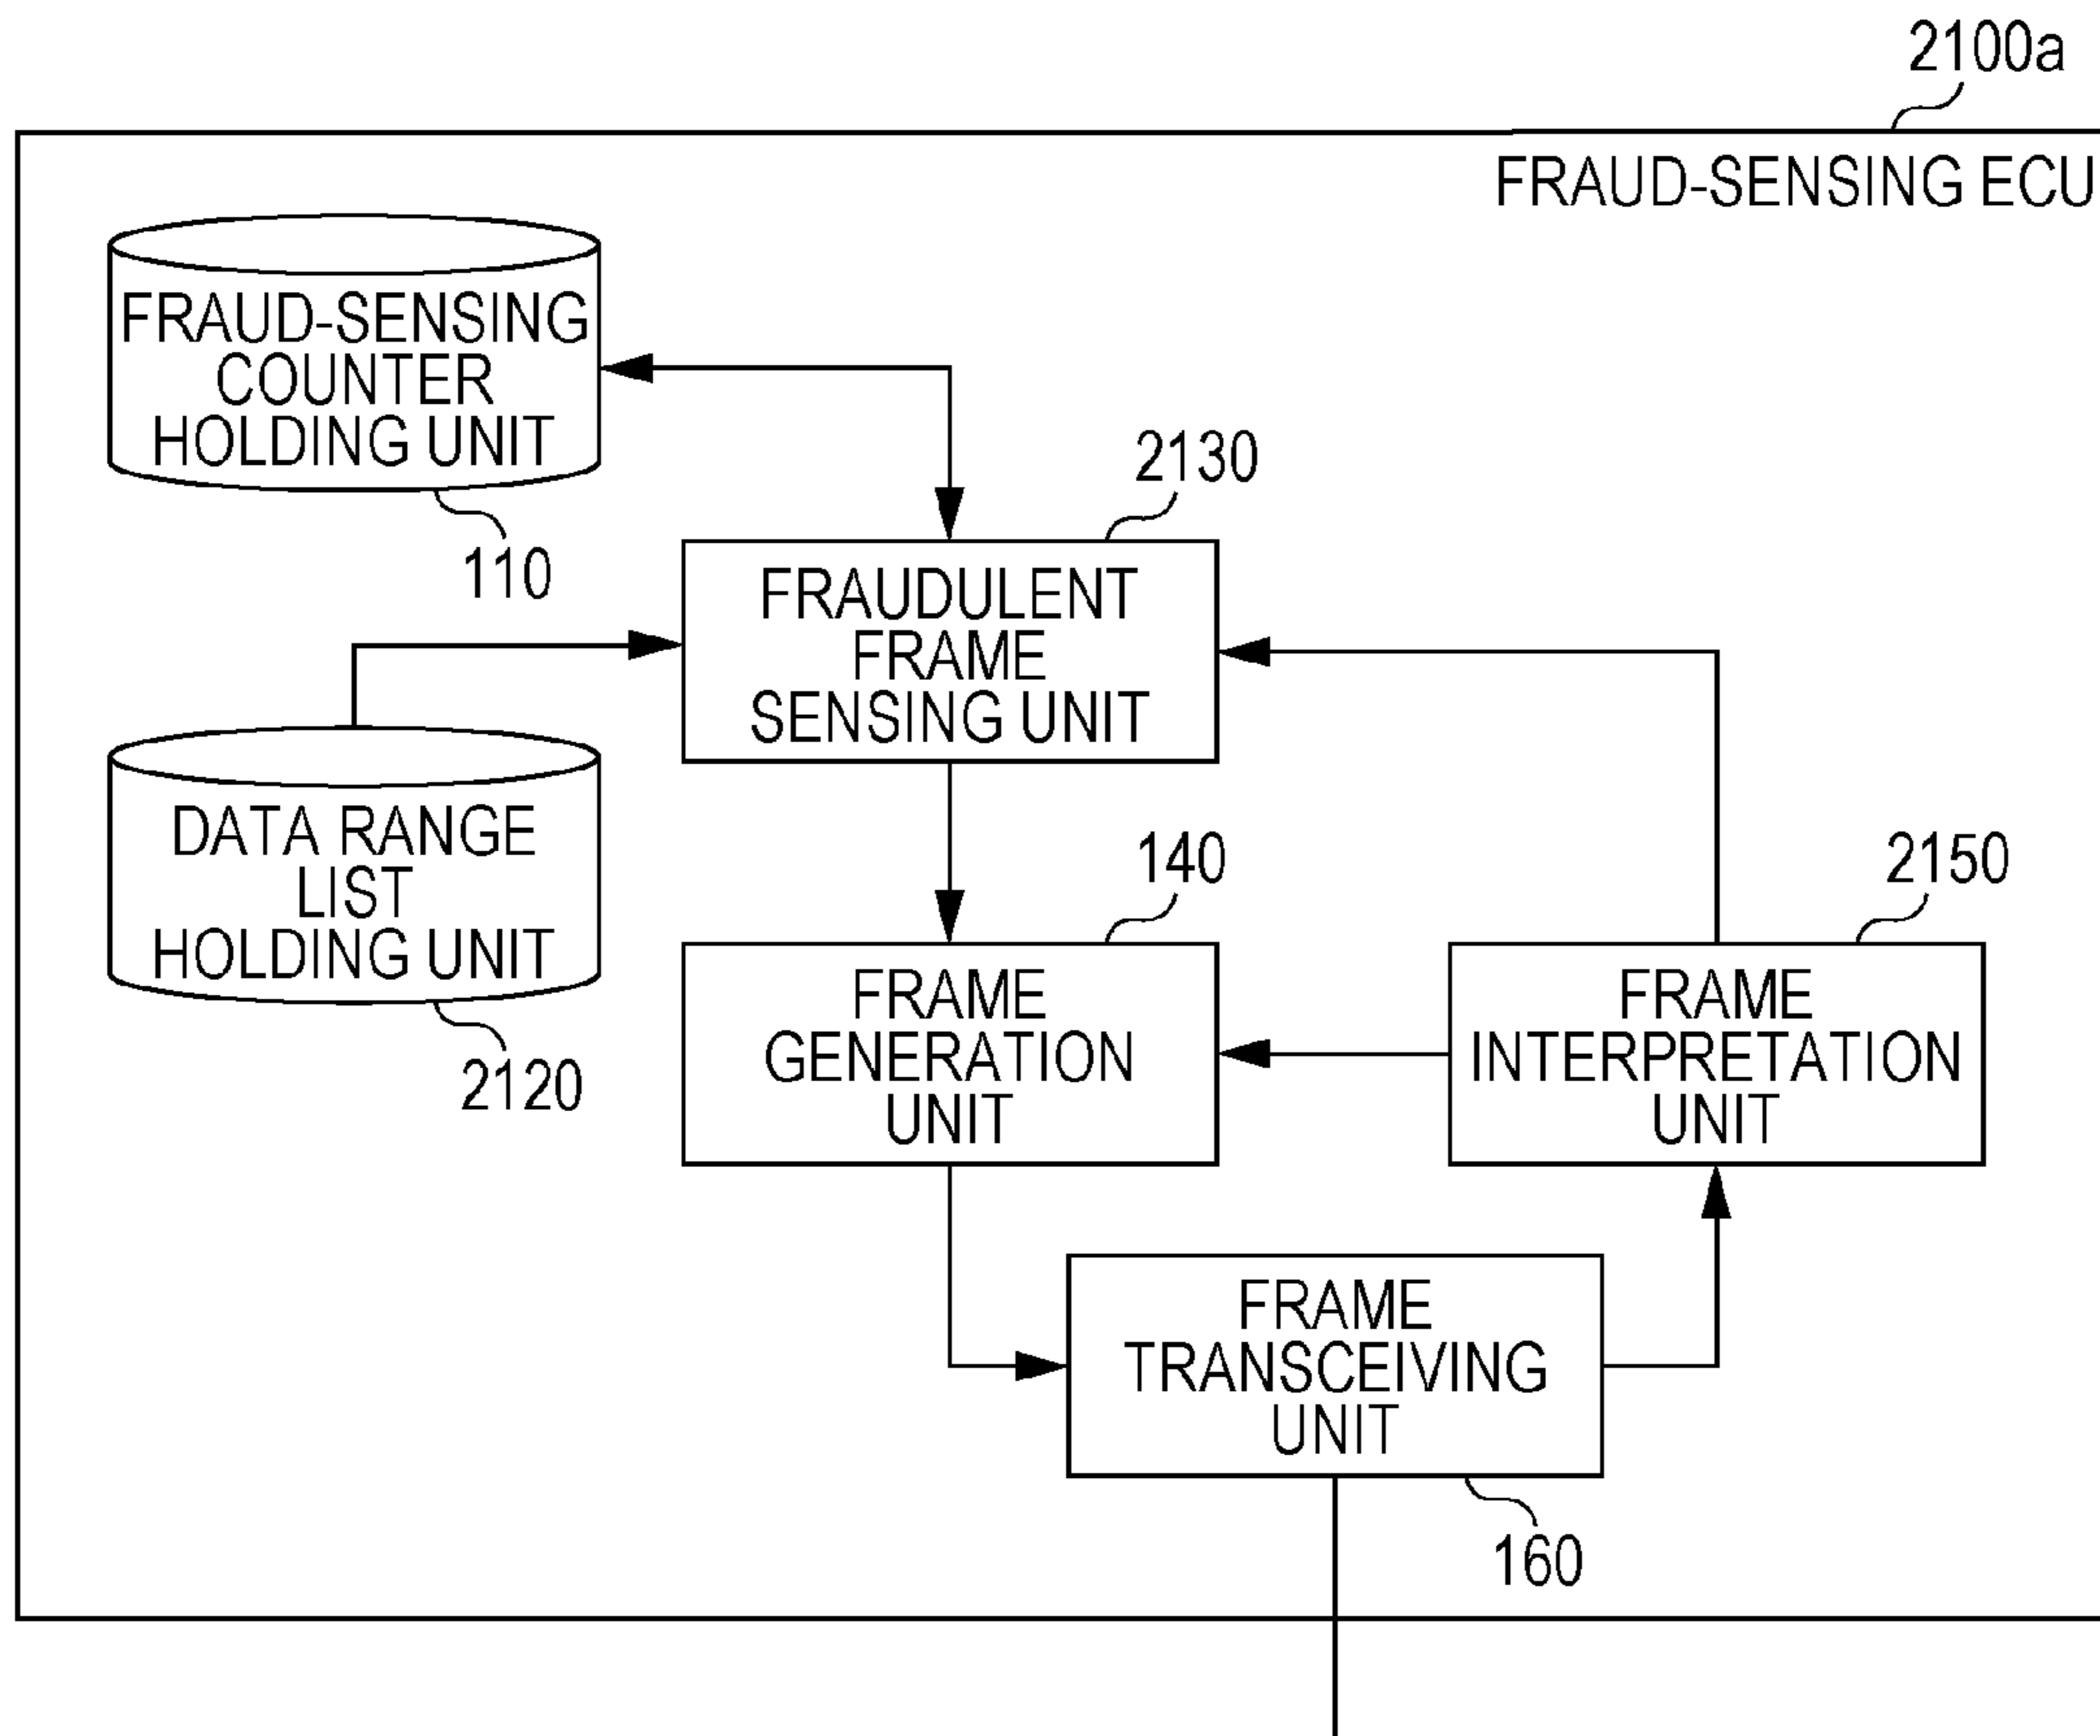 2100a
FRAUD-SENSING ECU
FRAUD-SENSING
COUNTER
HOLDING UNIT
110
2130
FRAUDULENT
FRAME
SENSING UNIT
DATA RANGE
LIST
HOLDING UNIT
2120
140
FRAME
GENERATION
UNIT
2150
FRAME
INTERPRETATION
UNIT
FRAME
TRANSCEIVING
UNIT
160